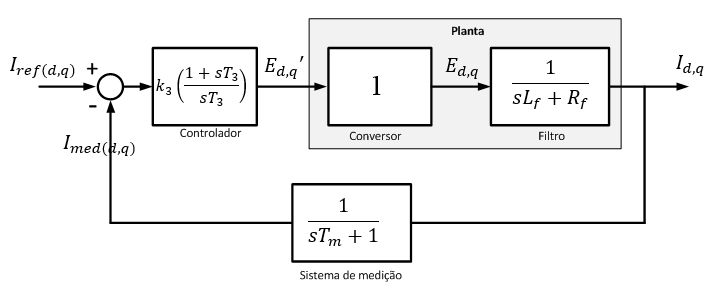 Planta
I_ref(d,q)
+
-
k_3 ( (1 + sT_3) / sT_3 )
Controlador
E_d,q ′
1
Conversor
E_d,q
1 / (sL_f + R_f)
Filtro
I_d,q
I_med(d,q)
1 / (sT_m + 1)
Sistema de medição